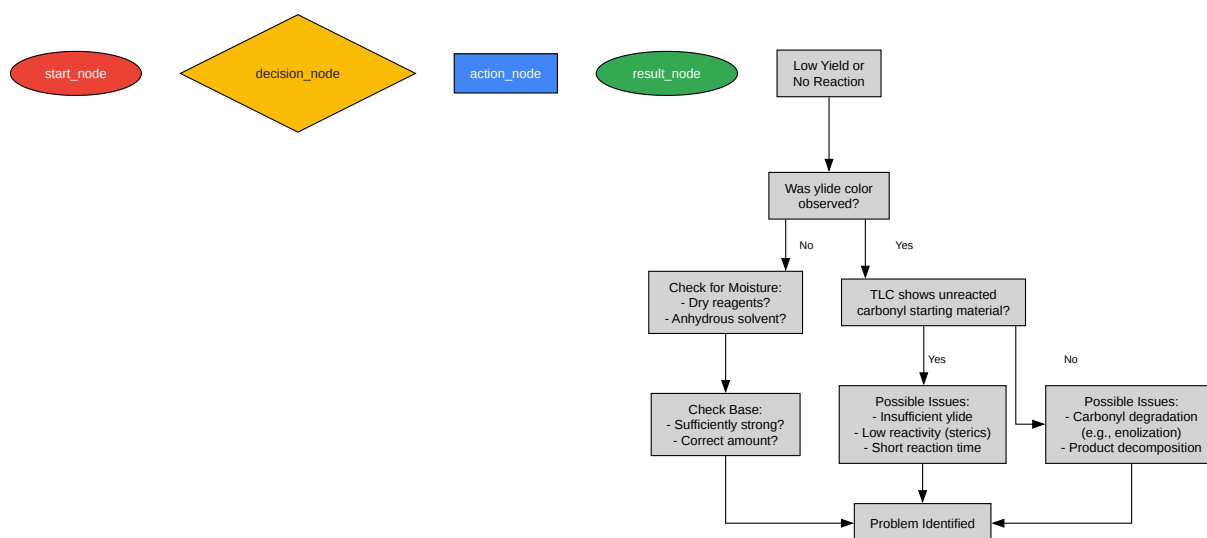 start_node
decision_node
action_node
result_node
Low Yield or
No Reaction
Was ylide color
observed?
No
Yes
Check for Moisture:
- Dry reagents?
- Anhydrous solvent?
TLC shows unreacted
carbonyl starting material?
Yes
No
Check Base:
- Sufficiently strong?
- Correct amount?
Possible Issues:
- Insufficient ylide
- Low reactivity (sterics)
- Short reaction time
Possible Issues:
- Carbonyl degradation
(e.g., enolization)
- Product decomposition
Problem Identified